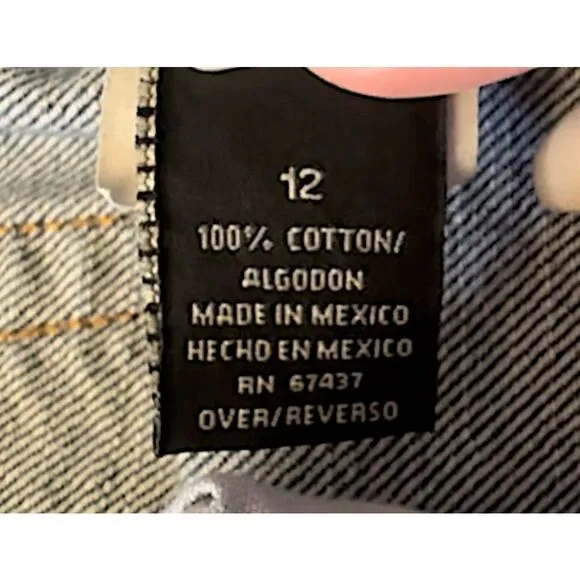 12
100% COTTON/
ALGODON
MADE IN MEXICO
HECHO EN MEXICO
RN 67437
OVER/REVERSO